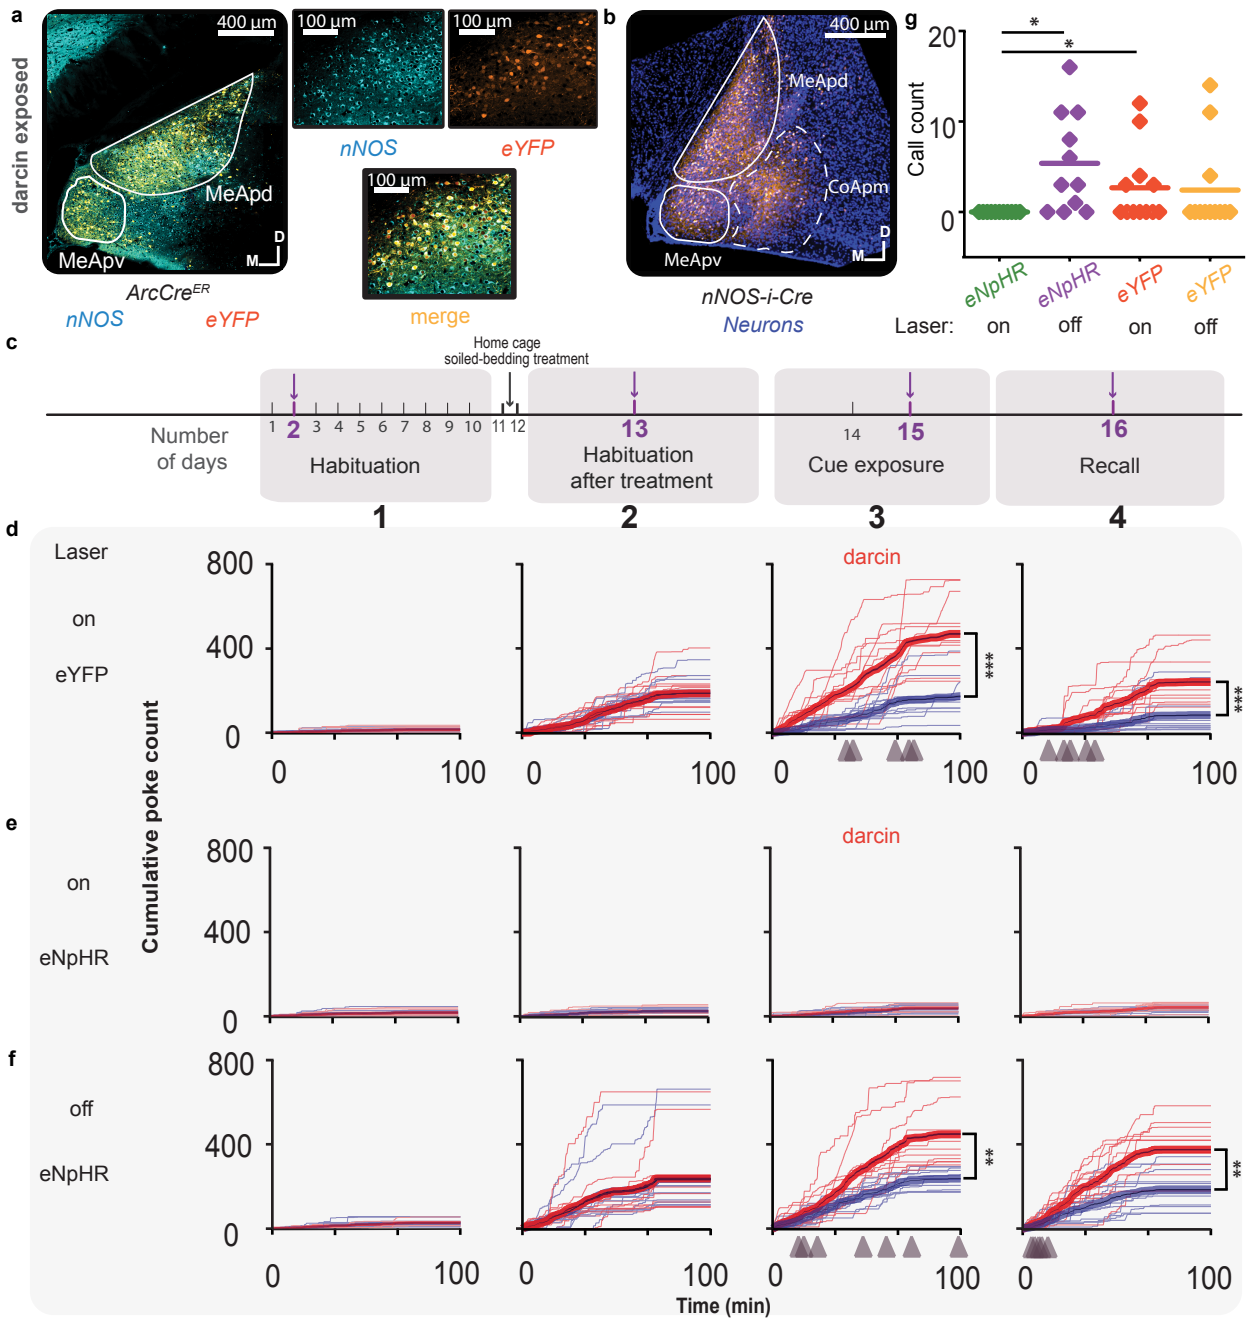 a
darcin exposed
400 µm
MeApd
MeApv
D
M
ArcCreER
nNOS
eYFP
100 µm
100 µm
nNOS
eYFP
100 µm
merge
b
400 µm
MeApd
CoApm
MeApv
D
M
nNOS-i-Cre
Neurons
g
Call count
20
10
0
*
*
eNpHR
eNpHR
eYFP
eYFP
Laser:
on
off
on
off
c
Home cage
soiled-bedding treatment
Number
of days
1 2 3 4 5 6 7 8 9 10 11 12 13 14 15 16
Habituation
Habituation
after treatment
Cue exposure
Recall
1 2 3 4
d
Laser
on
eYFP
Cumulative poke count
800
400
0
darcin
***
***
0 100 0 100 0 100 0 100
e
on
eNpHR
800
400
0
darcin
f
off
eNpHR
800
400
0
**
**
0 100 0 100 0 100 0 100
Time (min)